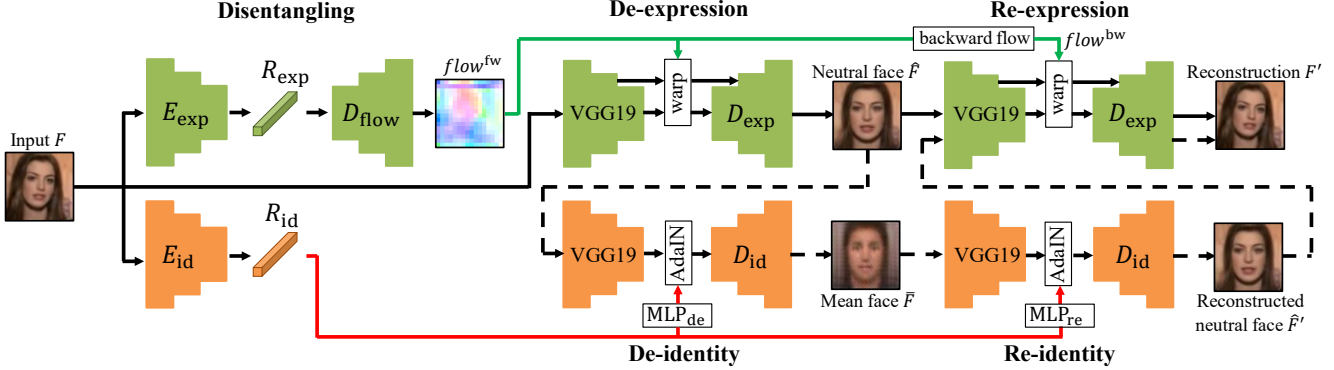 Disentangling
De-expression
Re-expression
flow^fw
backward flow
flow^bw
R_exp
Neutral face F̂
Reconstruction F′
E_exp
D_flow
VGG19
warp
D_exp
VGG19
warp
D_exp
Input F
R_id
E_id
VGG19
AdaIN
D_id
VGG19
AdaIN
D_id
MLP_de
Mean face F̄
MLP_re
Reconstructed
neutral face F̂′
De-identity
Re-identity